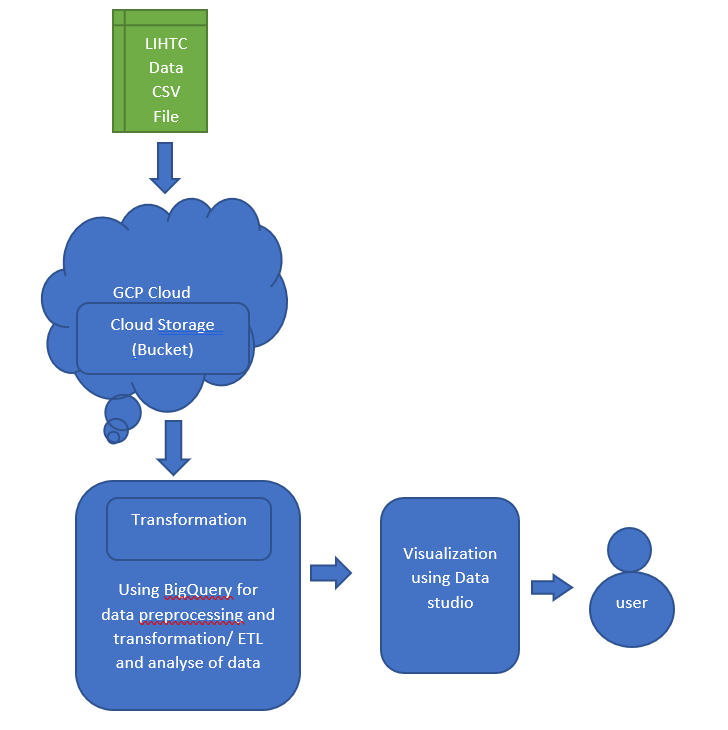 LIHTC
Data
CSV
File
GCP Cloud
Cloud Storage
(Bucket)
Transformation
Using BigQuery for
data preprocessing and
transformation/ ETL
and analyse of data
Visualization
using Data
studio
user